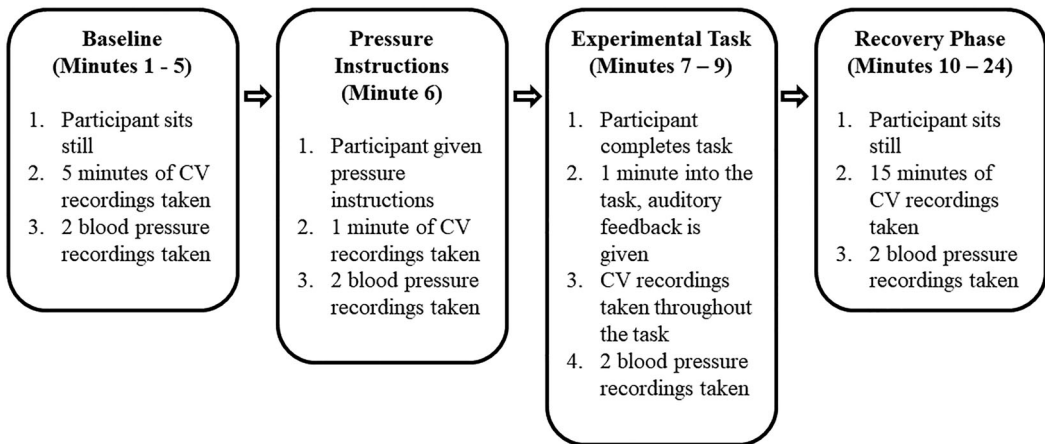 Baseline
(Minutes 1 - 5)
1. Participant sits
still
2. 5 minutes of CV
recordings taken
3. 2 blood pressure
recordings taken
Pressure
Instructions
(Minute 6)
1. Participant given
pressure
instructions
2. 1 minute of CV
recordings taken
3. 2 blood pressure
recordings taken
Experimental Task
(Minutes 7 – 9)
1. Participant
completes task
2. 1 minute into the
task, auditory
feedback is
given
3. CV recordings
taken throughout
the task
4. 2 blood pressure
recordings taken
Recovery Phase
(Minutes 10 – 24)
1. Participant sits
still
2. 15 minutes of
CV recordings
taken
3. 2 blood pressure
recordings taken